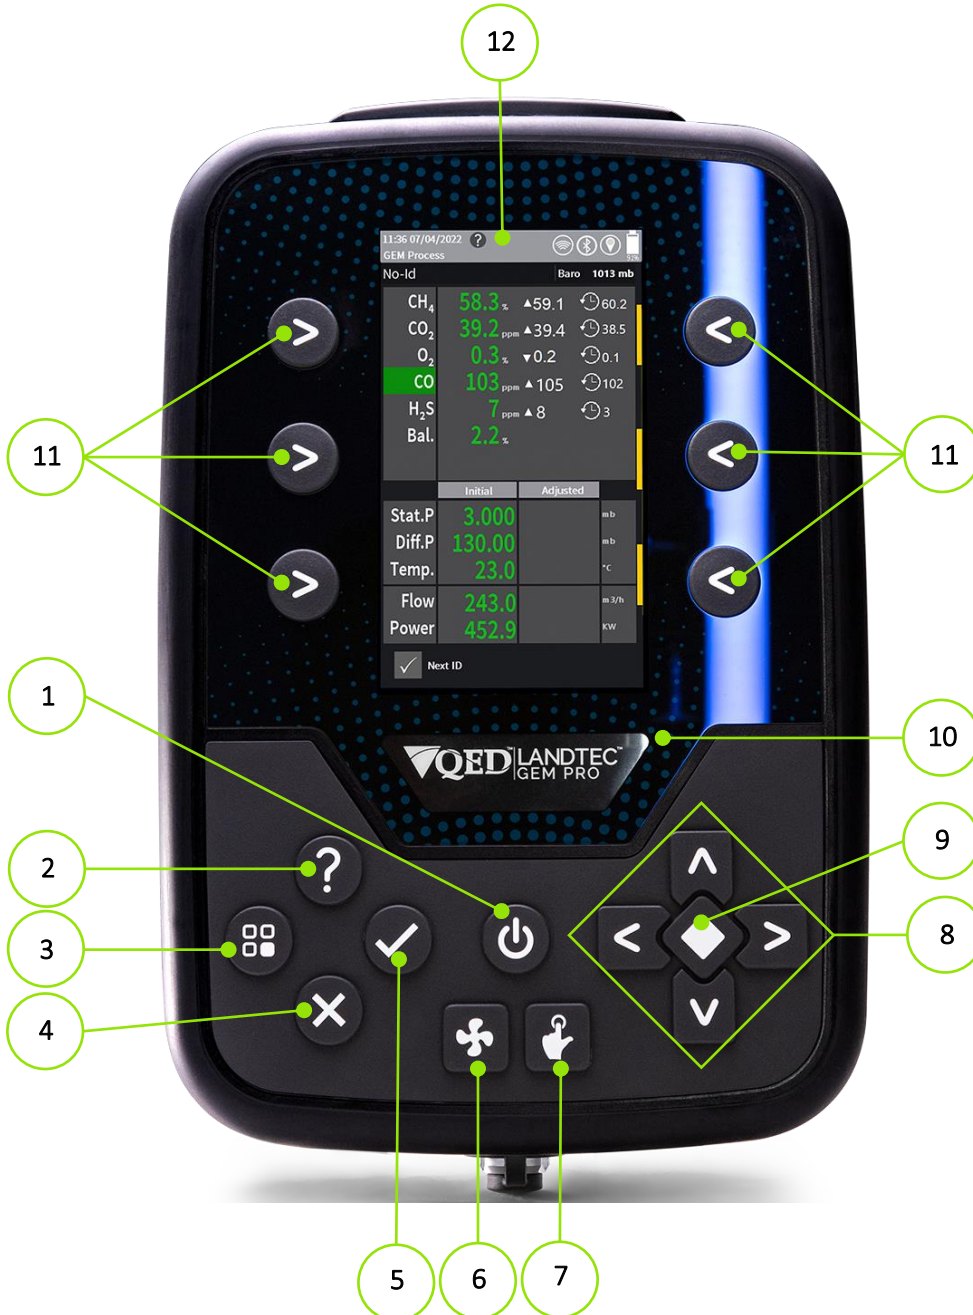 12
11:36 07/04/2022 ?
GEM Process
91%
No-Id Baro 1013 mb
CH4 58.3 % ▲59.1 60.2
CO2 39.2 ppm ▲39.4 38.5
O2 0.3 % ▼0.2 0.1
CO 103 ppm ▲105 102
H2S 7 ppm ▲8 3
Bal. 2.2 %
11
11
Initial Adjusted
Stat.P 3.000 mb
Diff.P 130.00 mb
Temp. 23.0 °C
Flow 243.0 m3/h
Power 452.9 KW
Next ID
1
10
QED™ LANDTEC™
GEM PRO
2
?
9
3
8
4
5
6
7